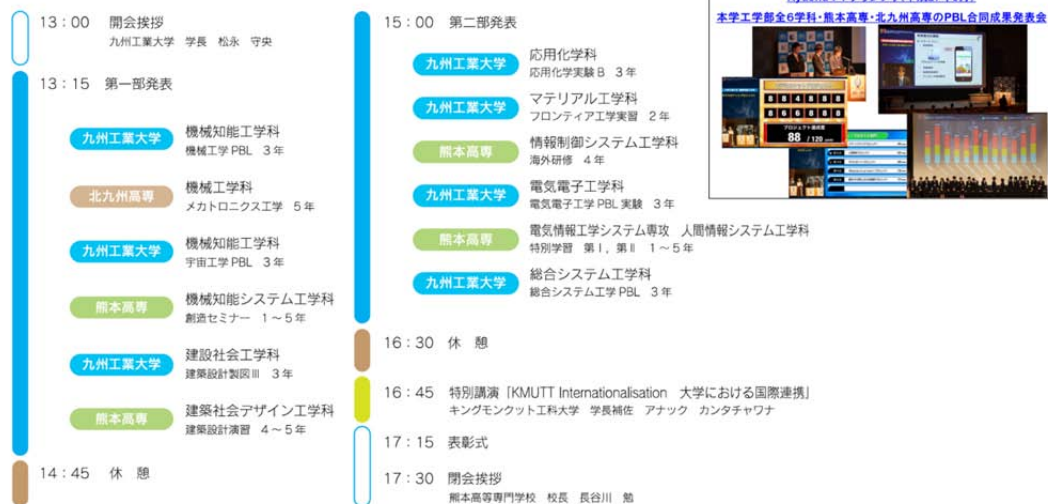 13：00 開会挨拶
九州工業大学 学長 松永 守央
13：15 第一部発表
九州工業大学 機械知能工学科
機械工学 PBL 3年
北九州高専 機械工学科
メカトロニクス工学 5年
九州工業大学 機械知能工学科
宇宙工学 PBL 3年
熊本高専 機械知能システム工学科
創造セミナー 1～5年
九州工業大学 建設社会工学科
建築設計製図Ⅲ 3年
熊本高専 建築社会デザイン工学科
建築設計演習 4～5年
14：45 休 憩
15：00 第二部発表
九州工業大学 応用化学科
応用化学実験B 3年
九州工業大学 マテリアル工学科
フロンティア工学実習 2年
熊本高専 情報制御システム工学科
海外研修 4年
九州工業大学 電気電子工学科
電気電子工学 PBL 実験 3年
熊本高専 電気情報工学システム専攻 人間情報システム工学科
特別学習 第Ⅰ，第Ⅱ 1～5年
九州工業大学 総合システム工学科
総合システム工学 PBL 3年
16：30 休 憩
16：45 特別講演「KMUTT Internationalisation 大学における国際連携」
キングモンクット工科大学 学長補佐 アナック カンタチャワナ
17：15 表彰式
17：30 閉会挨拶
熊本高等専門学校 校長 長谷川 勉
本学工学部全6学科・熊本高専・北九州高専のPBL合同成果発表会
プロジェクト達成度
88 / 120